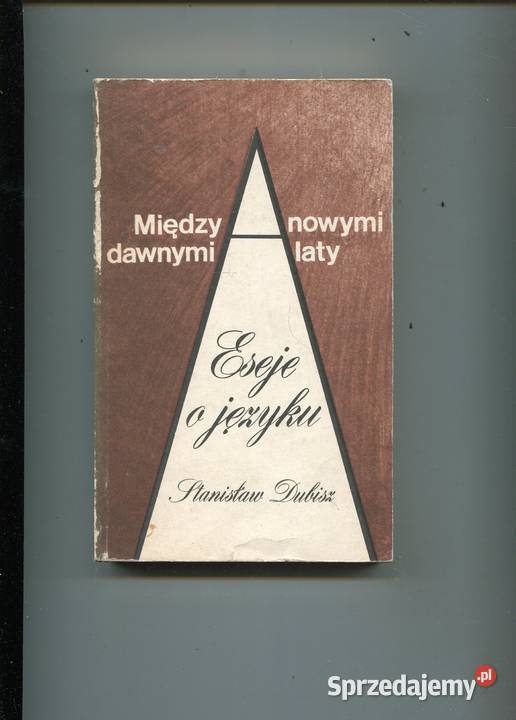 Między nowymi
dawnymi laty
Eseje
o języku
Stanisław Dubisz
Sprzedajemy.pl